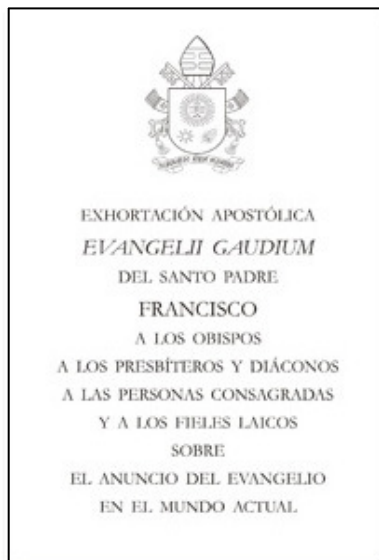 EXHORTACIÓN APOSTÓLICA
EVANGELII GAUDIUM
DEL SANTO PADRE
FRANCISCO
A LOS OBISPOS
A LOS PRESBÍTEROS Y DIÁCONOS
A LAS PERSONAS CONSAGRADAS
Y A LOS FIELES LAICOS
SOBRE
EL ANUNCIO DEL EVANGELIO
EN EL MUNDO ACTUAL